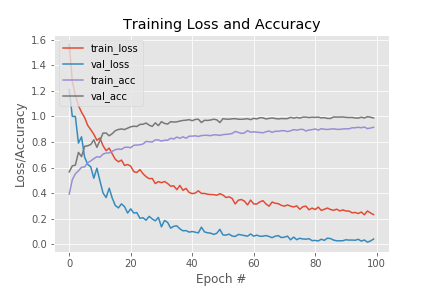 Training Loss and Accuracy
1.6
1.4
1.2
1.0
0.8
0.6
0.4
0.2
0.0
Loss/Accuracy
train_loss
val_loss
train_acc
val_acc
0 20 40 60 80 100
Epoch #